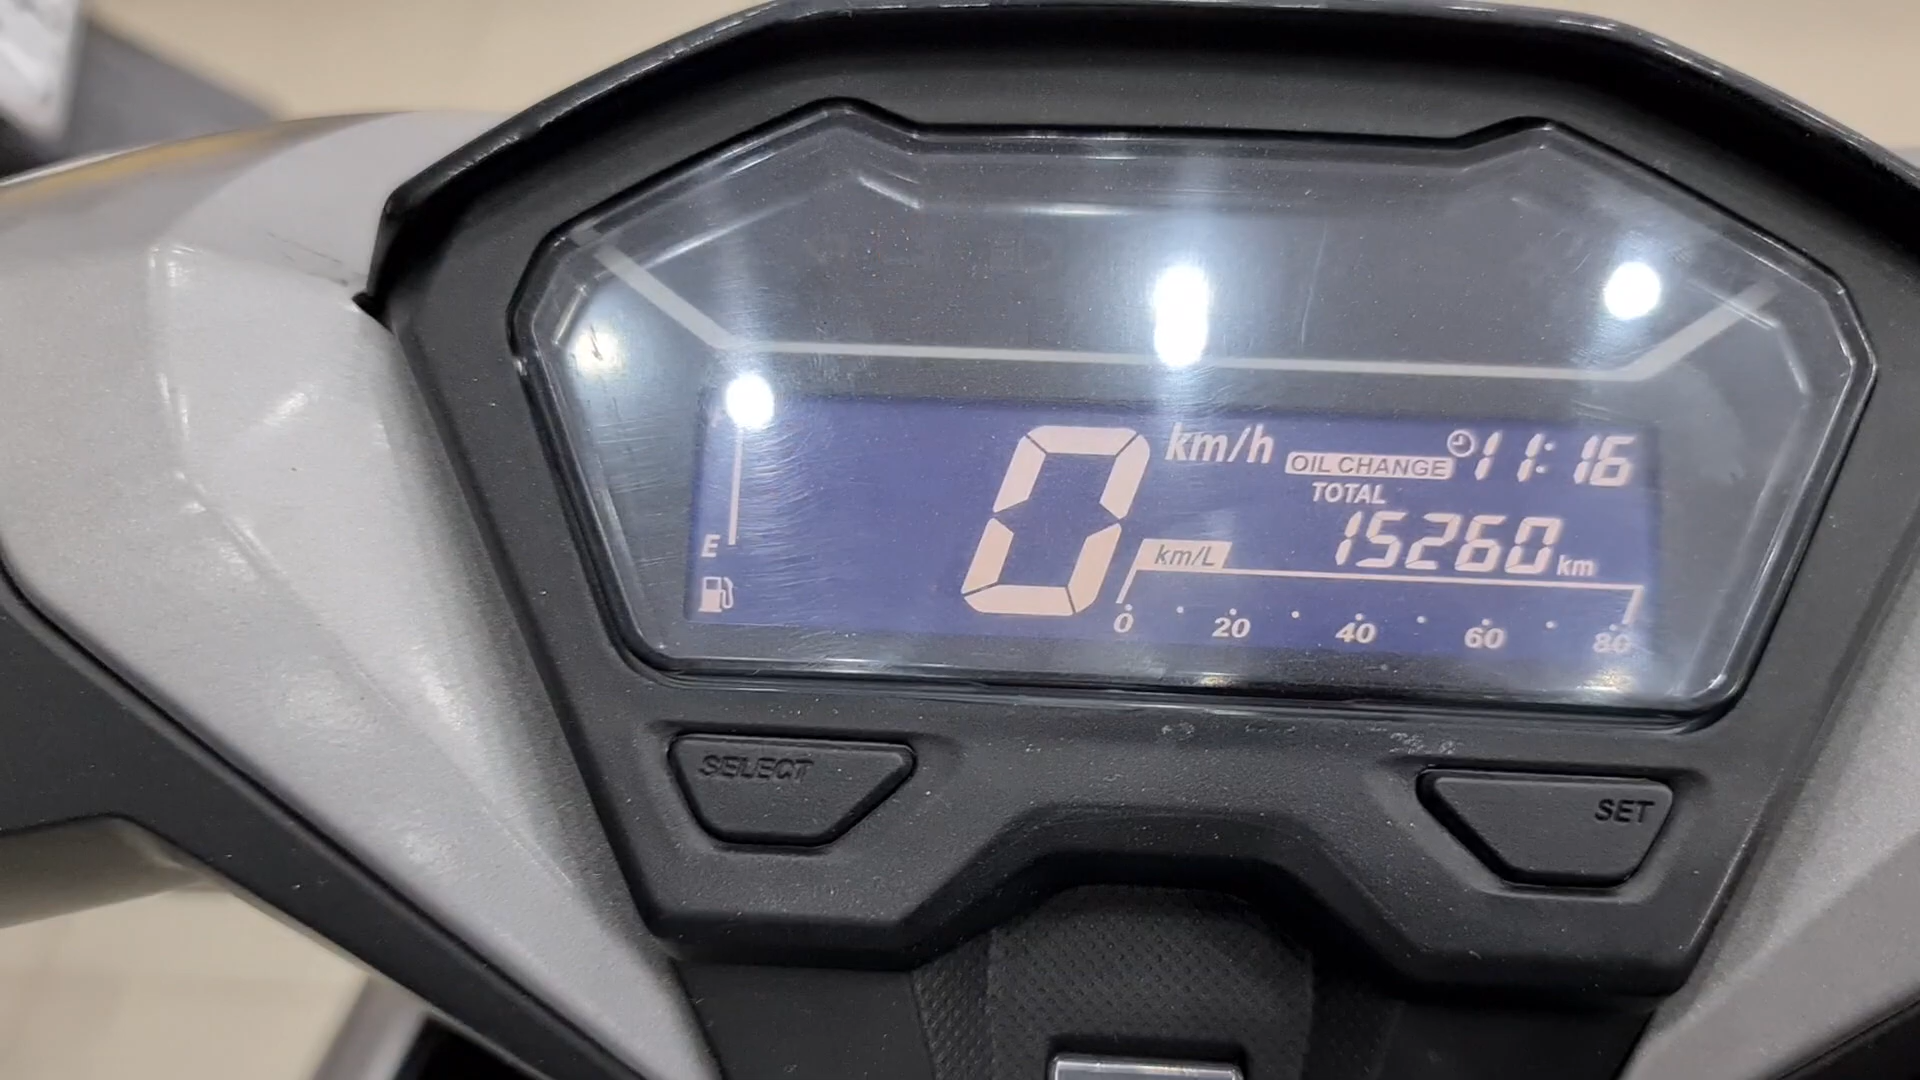 0 km/h
OIL CHANGE 11:16
TOTAL
15260 km
km/L
E
0 20 40 60 80
SELECT
SET